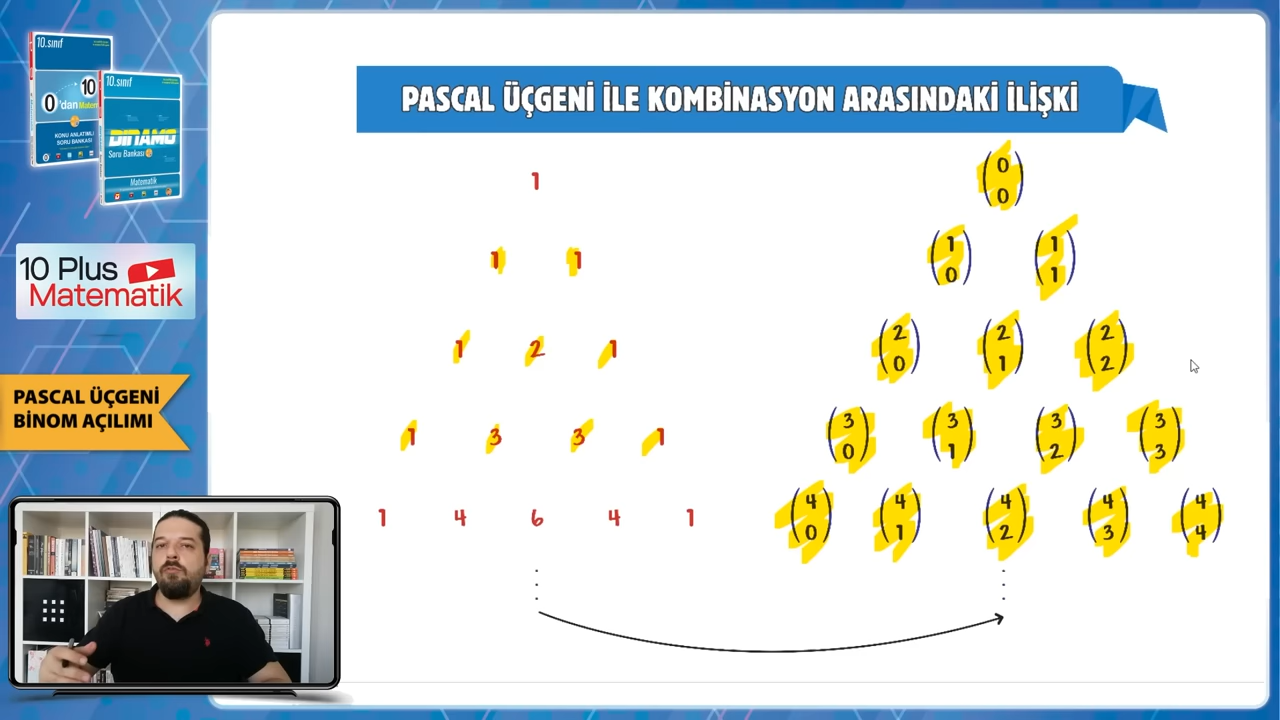 10.sınıf
0'dan 10 Matem
KONU ANLATIMLI
SORU BANKASI
10.sınıf
DİNAMO
Soru Bankası
Matematik
10 Plus
Matematik
PASCAL ÜÇGENİ
BİNOM AÇILIMI
PASCAL ÜÇGENİ İLE KOMBİNASYON ARASINDAKİ İLİŞKİ
1
1 1
1 2 1
1 3 3 1
1 4 6 4 1
(0 0)
(1 0) (1 1)
(2 0) (2 1) (2 2)
(3 0) (3 1) (3 2) (3 3)
(4 0) (4 1) (4 2) (4 3) (4 4)